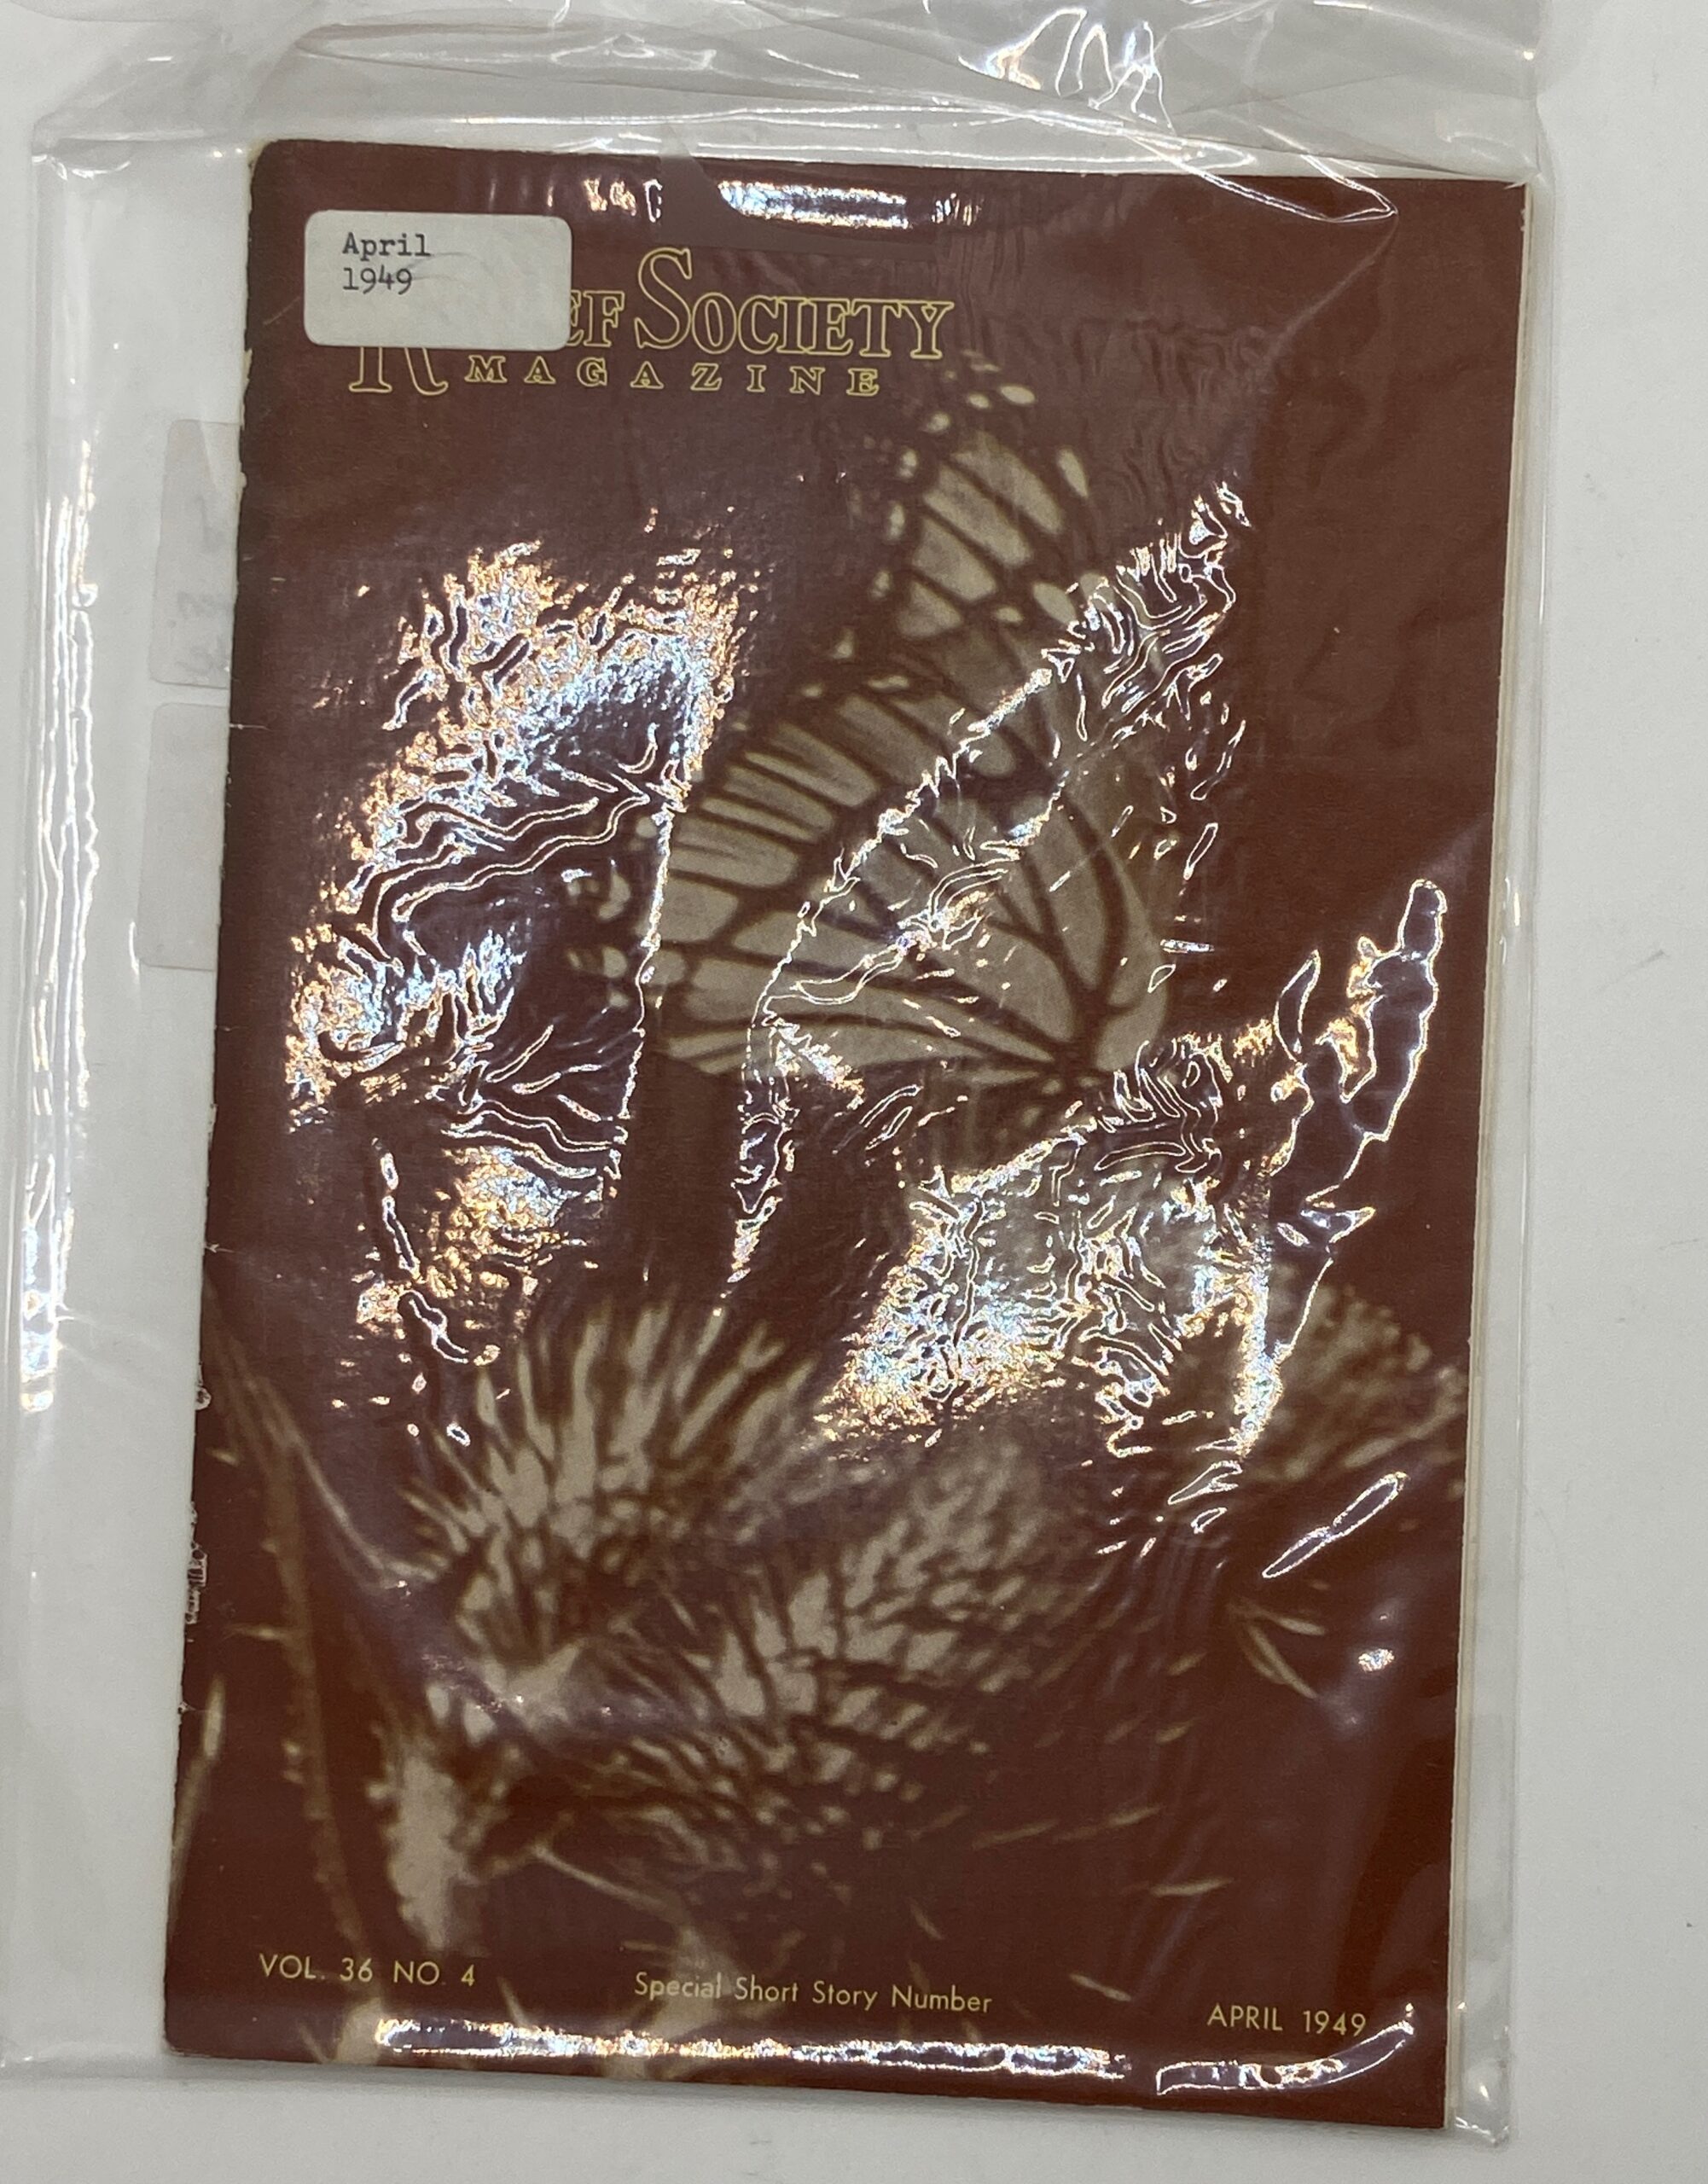 April
1949
R EF SOCIETY
MAGAZINE
VOL. 36 NO. 4
Special Short Story Number
APRIL 1949